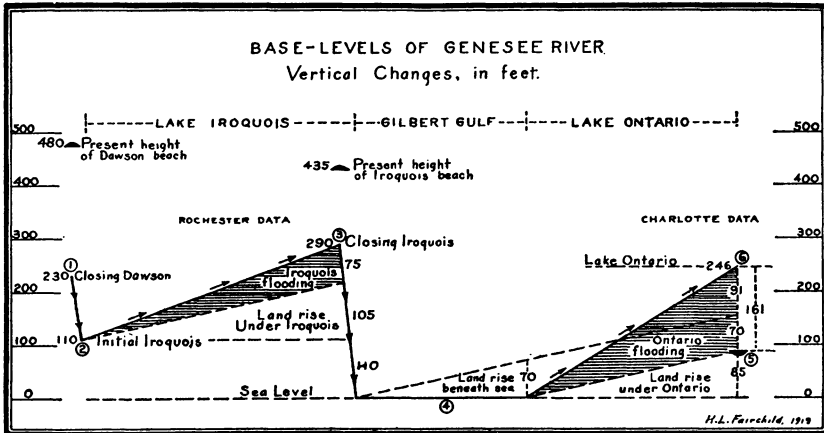 BASE-LEVELS OF GENESEE RIVER
Vertical Changes, in feet.
LAKE IROQUOIS GILBERT GULF LAKE ONTARIO
500 500
480 Present height
of Dawson beach
435 Present height
of Iroquois beach
400 400
ROCHESTER DATA CHARLOTTE DATA
300 300
290 ③ Closing Iroquois
① 
230 Closing Dawson
75
Iroquois
flooding
Lake Ontario 246 ⑥
91
161
200 200
Land rise
Under Iroquois
105
110 ② Initial Iroquois
100 100
70
Ontario
flooding
⑤
110
Land rise
beneath sea
70
85
Land rise
under Ontario
0 Sea Level 0
④
H.L. Fairchild, 1919